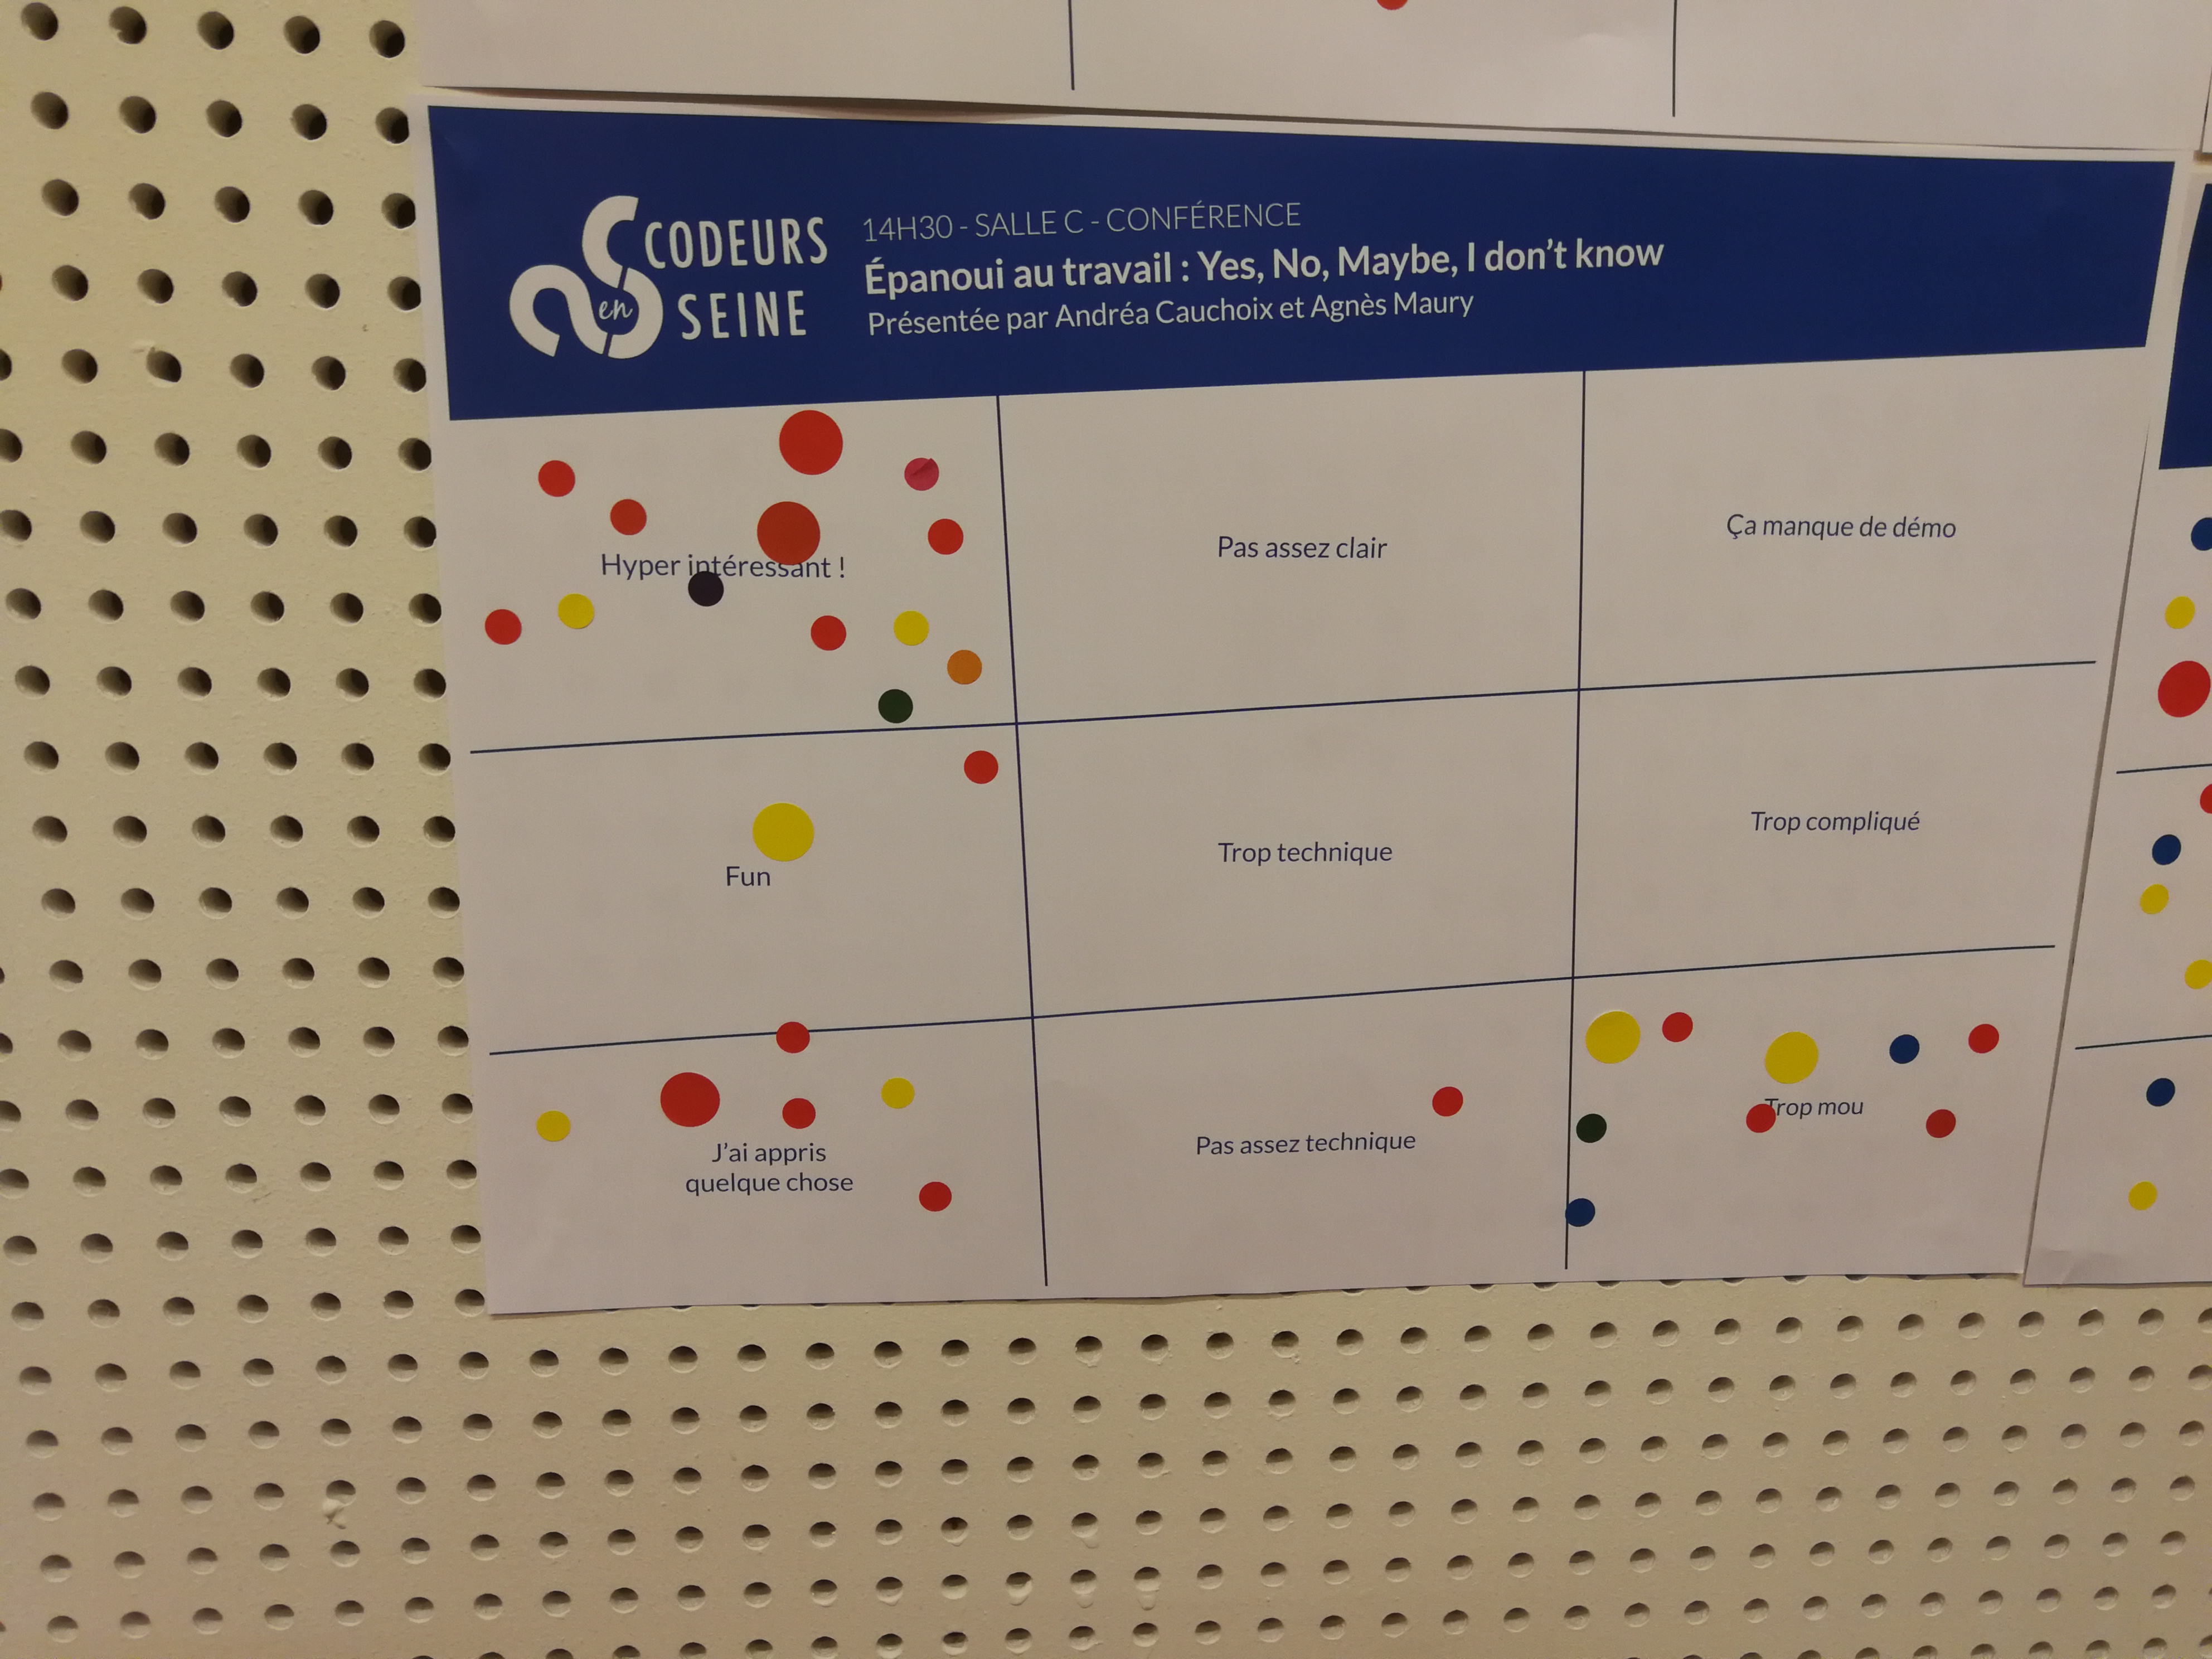 CODEURS
en
SEINE
14H30 - SALLE C - CONFÉRENCE
Épanoui au travail : Yes, No, Maybe, I don't know
Présentée par Andréa Cauchoix et Agnès Maury
Hyper intéressant !
Pas assez clair
Ça manque de démo
Fun
Trop technique
Trop compliqué
J'ai appris
quelque chose
Pas assez technique
Trop mou